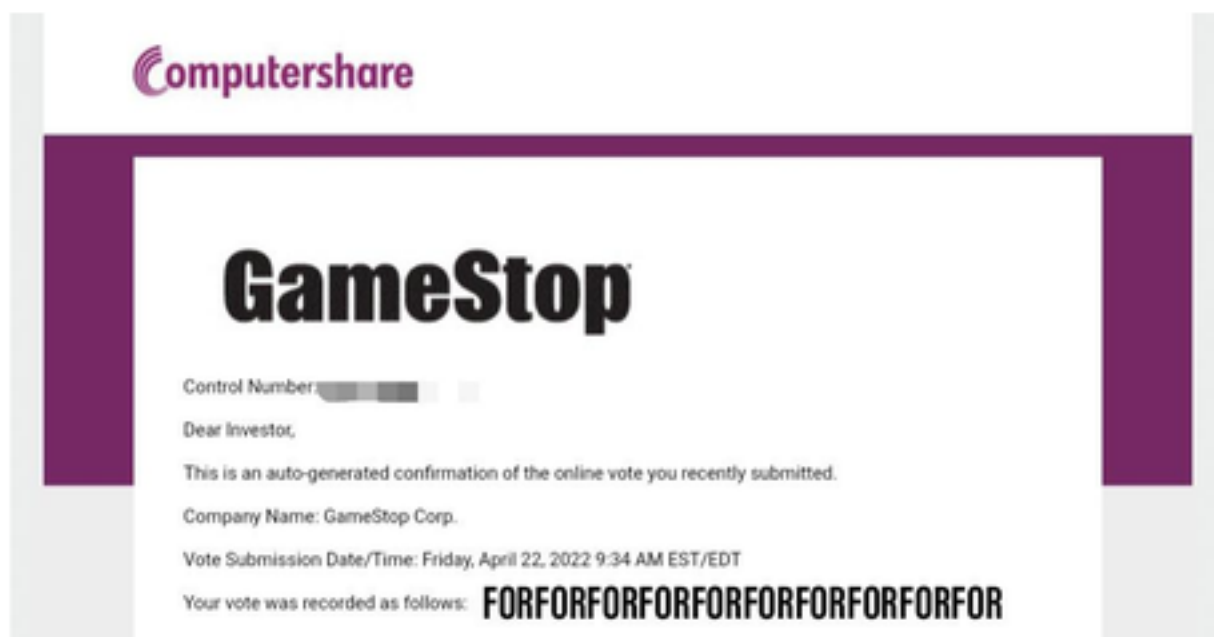 Computershare
GameStop
Control Number:
Dear Investor,
This is an auto-generated confirmation of the online vote you recently submitted.
Company Name: GameStop Corp.
Vote Submission Date/Time: Friday, April 22, 2022 9:34 AM EST/EDT
Your vote was recorded as follows: FORFORFORFORFORFORFORFORFORFOR